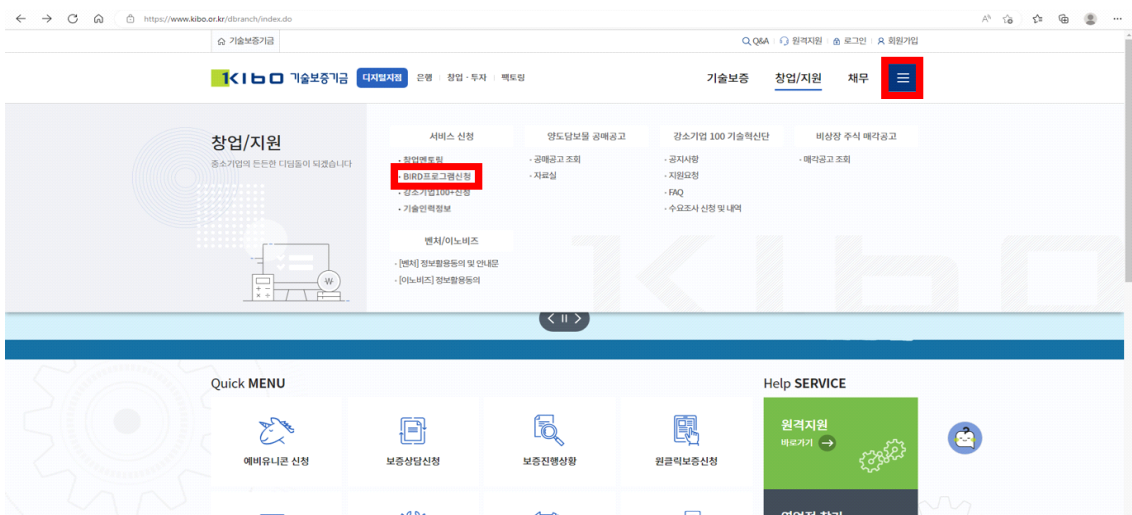 https://www.kibo.or.kr/dbranch/index.do
기술보증기금
Q&A 원격지원 로그인 회원가입
KIBO 기술보증기금 디지털지점 은행 창업·투자 팩토링 기술보증 창업/지원 채무
창업/지원
중소기업의 든든한 디딤돌이 되겠습니다
서비스 신청
· 창업멘토링
· BIRD프로그램신청
· 강소기업100+신청
· 기술인력정보
양도담보물 공매공고
· 공매공고 조회
· 자료실
강소기업 100 기술혁신단
· 공지사항
· 지원요청
· FAQ
· 수요조사 신청 및 내역
비상장 주식 매각공고
· 매각공고 조회
벤처/이노비즈
· [벤처] 정보활용동의 및 안내문
· [이노비즈] 정보활용동의
kibo
Quick MENU
예비유니콘 신청
보증상담신청
보증진행상황
원클릭보증신청
Help SERVICE
원격지원
바로가기